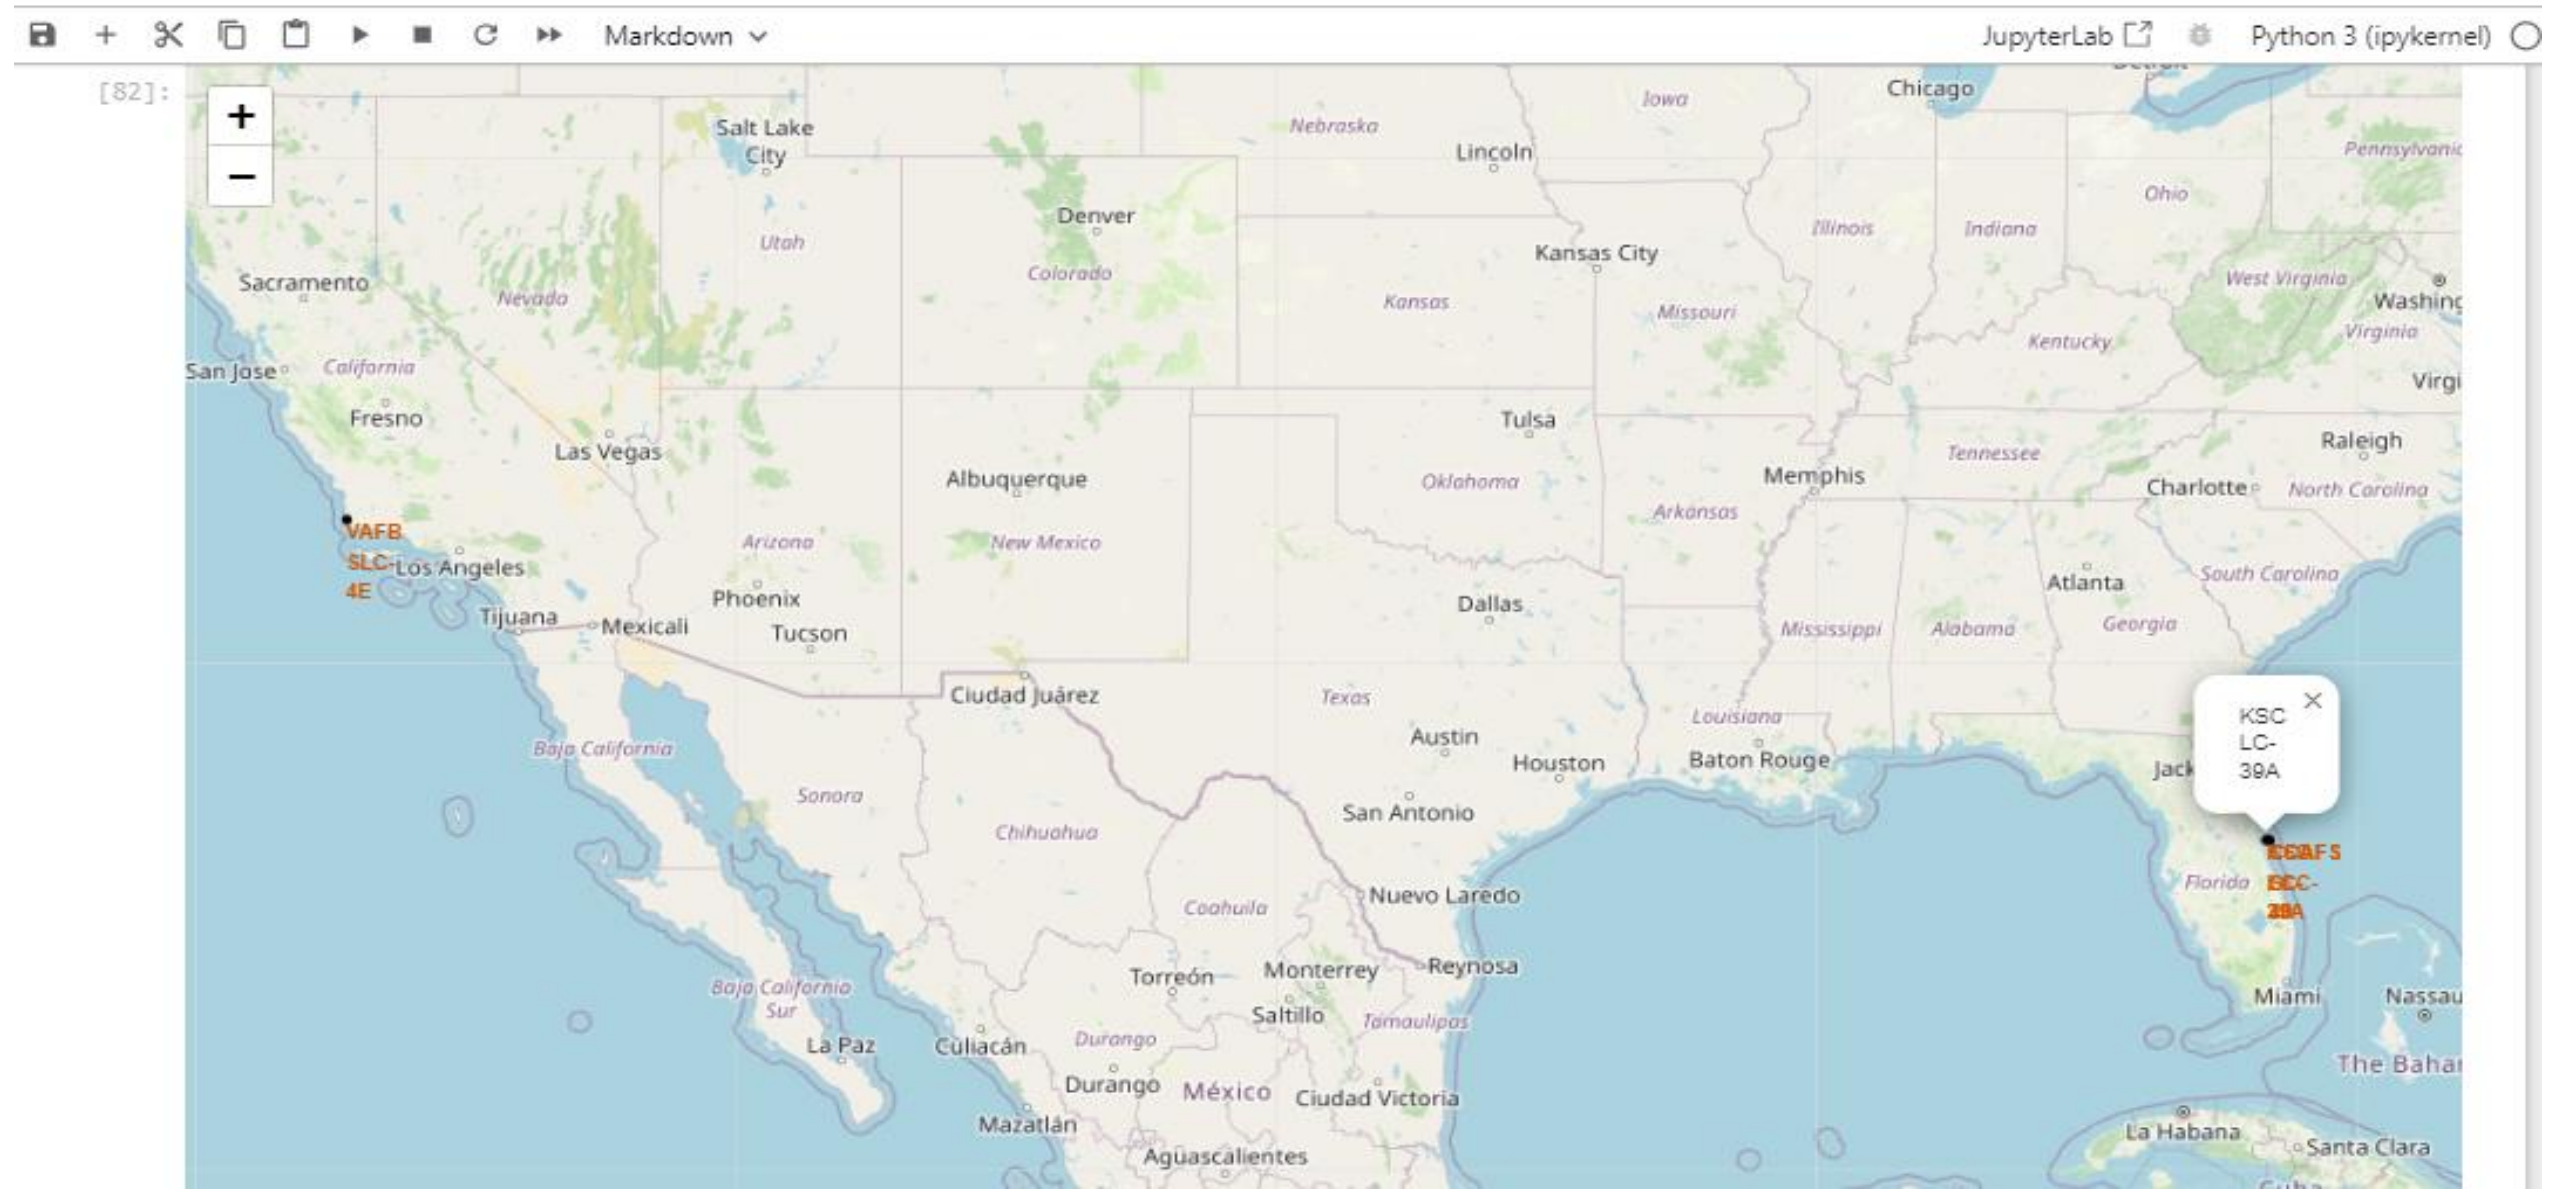 Markdown
JupyterLab
Python 3 (ipykernel)
[82]:
+
−
Salt Lake
City
Nebraska
Iowa
Chicago
Lincoln
Pennsylvania
Ohio
Denver
Utah
Colorado
Illinois
Indiana
Kansas City
Sacramento
Nevada
Kansas
Missouri
West Virginia
Washing
Virginia
Kentucky
San Jose
California
Virgi
Fresno
Las Vegas
Tulsa
Raleigh
Tennessee
Albuquerque
Oklahoma
Memphis
Charlotte
North Carolina
Arkansas
VAFB
SLC-
4E
Los Angeles
Arizona
New Mexico
Phoenix
Dallas
Atlanta
South Carolina
Tijuana
Mexicali
Tucson
Mississippi
Alabama
Georgia
Ciudad Juárez
Texas
Louisiana
KSC
LC-
39A
Baja California
Austin
Houston
Baton Rouge
Jack
Sonora
San Antonio
Chihuahua
Florida
Nuevo Laredo
Coahuila
Torreón
Monterrey
Reynosa
Baja California
Sur
Saltillo
Tamaulipas
Miami
Nassau
La Paz
Culiacán
Durango
Durango
México
Ciudad Victoria
The Baha
Mazatlán
La Habana
Santa Clara
Aguascalientes